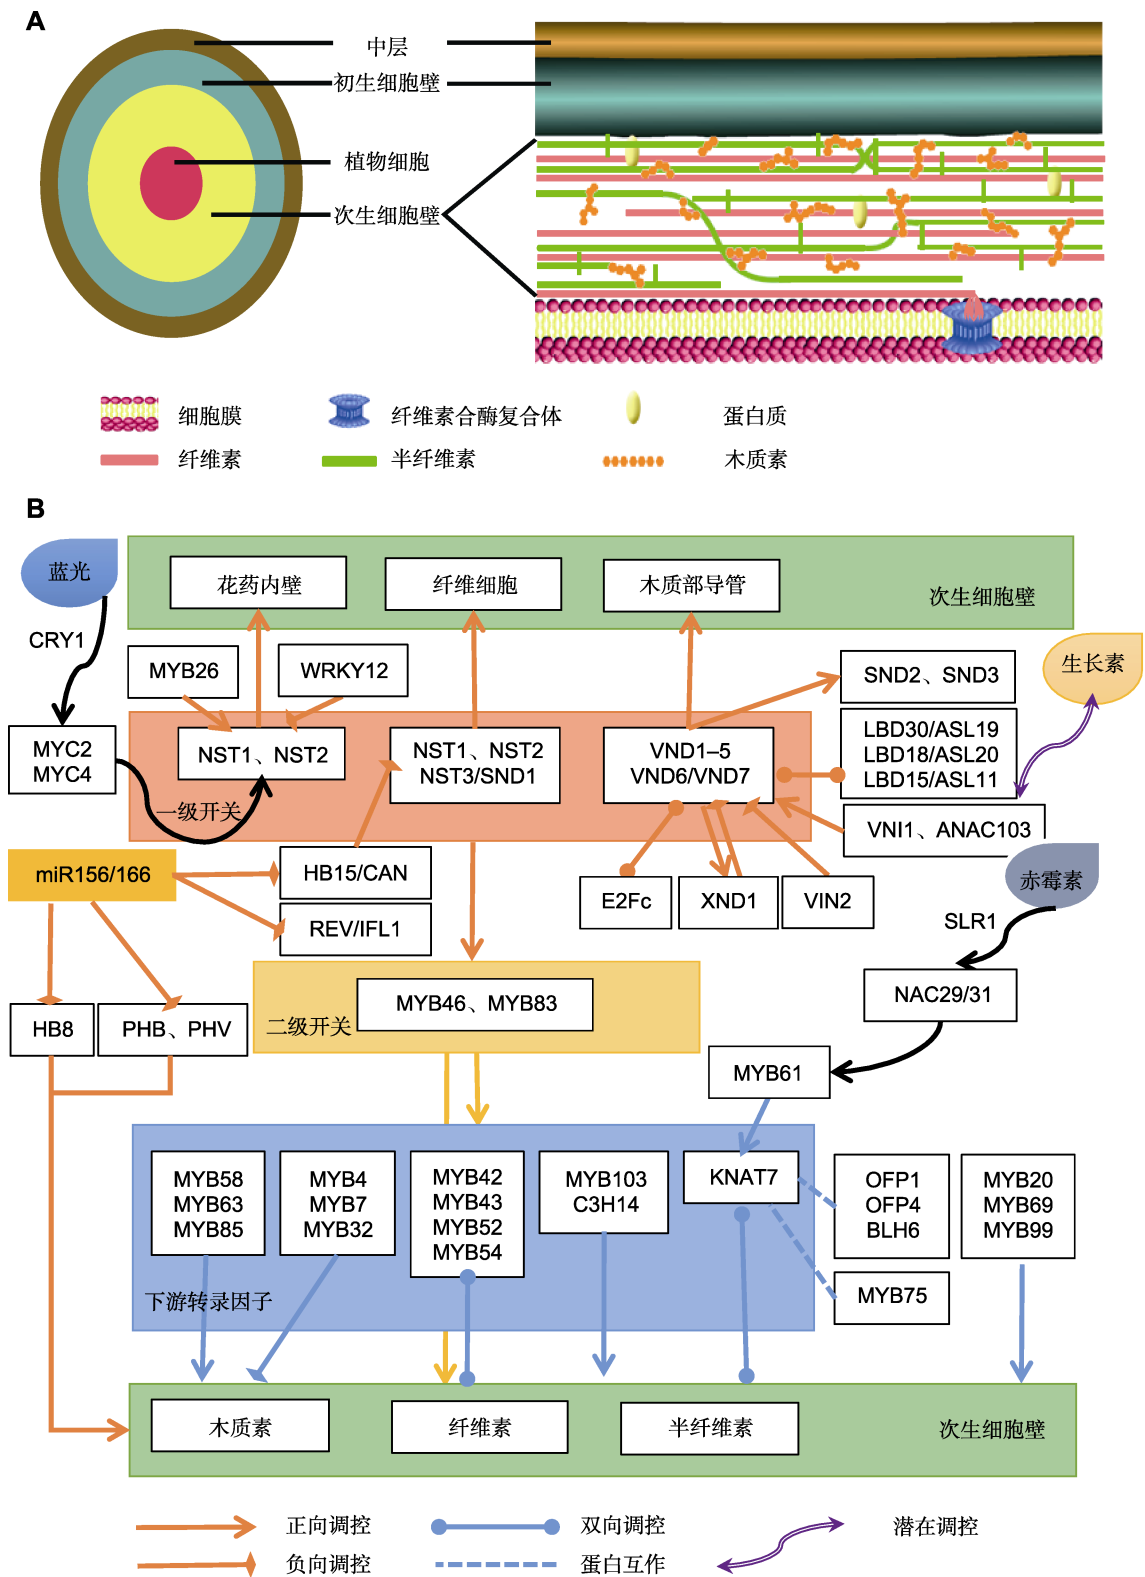 A
中层
初生细胞壁
植物细胞
次生细胞壁
细胞膜
纤维素合酶复合体
蛋白质
纤维素
半纤维素
木质素
B
蓝光
花药内壁
纤维细胞
木质部导管
次生细胞壁
CRY1
MYB26
WRKY12
SND2、SND3
生长素
MYC2
MYC4
NST1、NST2
NST1、NST2
NST3/SND1
VND1–5
VND6/VND7
LBD30/ASL19
LBD18/ASL20
LBD15/ASL11
一级开关
VNI1、ANAC103
miR156/166
HB15/CAN
REV/IFL1
E2Fc
XND1
VIN2
赤霉素
SLR1
NAC29/31
MYB46、MYB83
二级开关
HB8
PHB、PHV
MYB61
MYB58
MYB63
MYB85
MYB4
MYB7
MYB32
MYB42
MYB43
MYB52
MYB54
MYB103
C3H14
KNAT7
OFP1
OFP4
BLH6
MYB20
MYB69
MYB99
MYB75
下游转录因子
木质素
纤维素
半纤维素
次生细胞壁
正向调控
双向调控
潜在调控
负向调控
蛋白互作